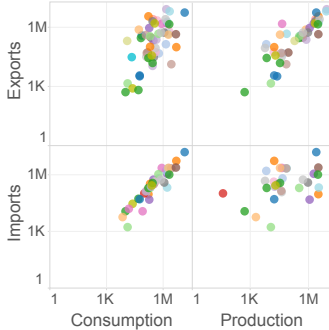 1M
1K
1
Exports
1M
1K
1
Imports
1 1K 1M 1 1K 1M
Consumption Production